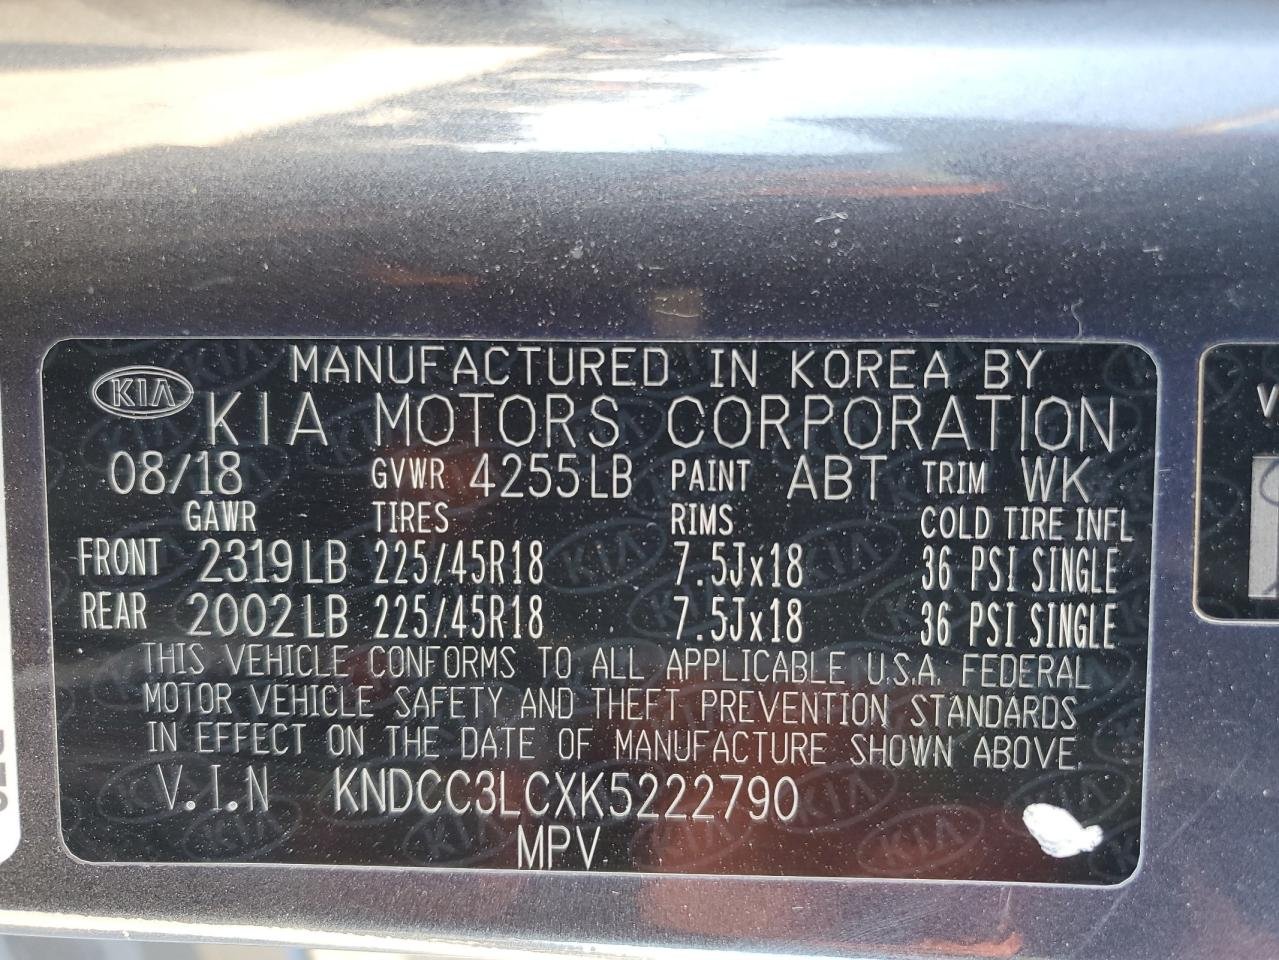 MANUFACTURED IN KOREA BY
KIA KIA MOTORS CORPORATION
08/18 GVWR 4255LB PAINT ABT TRIM WK
GAWR TIRES RIMS COLD TIRE INFL
FRONT 2319LB 225/45R18 7.5Jx18 36 PSI SINGLE
REAR 2002LB 225/45R18 7.5Jx18 36 PSI SINGLE
THIS VEHICLE CONFORMS TO ALL APPLICABLE U.S.A. FEDERAL
MOTOR VEHICLE SAFETY AND THEFT PREVENTION STANDARDS
IN EFFECT ON THE DATE OF MANUFACTURE SHOWN ABOVE.
V.I.N KNDCC3LCXK5222790
MPV